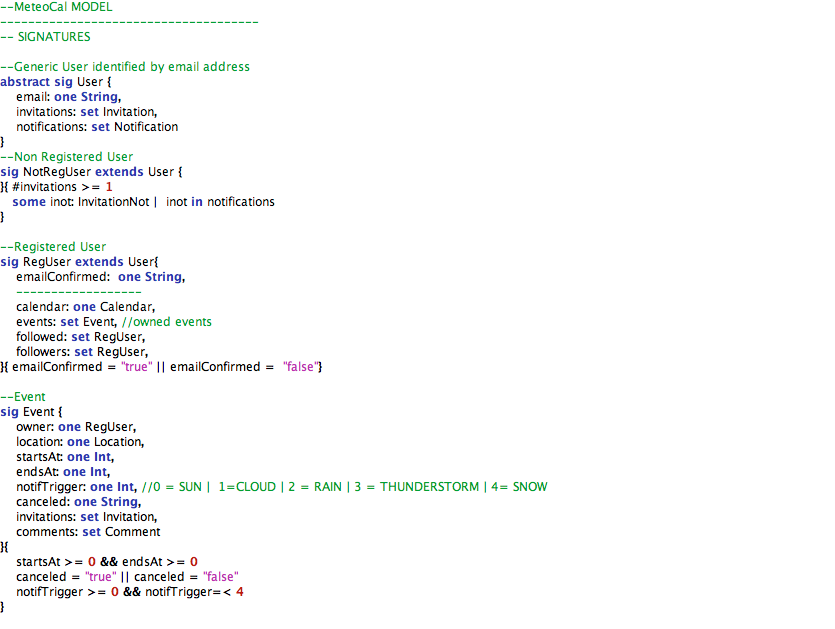 --MeteoCal MODEL
-------------------------------------
-- SIGNATURES
--Generic User identified by email address
abstract sig User {
email: one String,
invitations: set Invitation,
notifications: set Notification
}
--Non Registered User
sig NotRegUser extends User {
}{ #invitations >= 1
some inot: InvitationNot | inot in notifications
}
--Registered User
sig RegUser extends User{
emailConfirmed: one String,
------------------
calendar: one Calendar,
events: set Event, //owned events
followed: set RegUser,
followers: set RegUser,
}{ emailConfirmed = "true" || emailConfirmed = "false"}
--Event
sig Event {
owner: one RegUser,
location: one Location,
startsAt: one Int,
endsAt: one Int,
notifTrigger: one Int, //0 = SUN | 1=CLOUD | 2 = RAIN | 3 = THUNDERSTORM | 4= SNOW
canceled: one String,
invitations: set Invitation,
comments: set Comment
}{
startsAt >= 0 && endsAt >= 0
canceled = "true" || canceled = "false"
notifTrigger >= 0 && notifTrigger=< 4
}